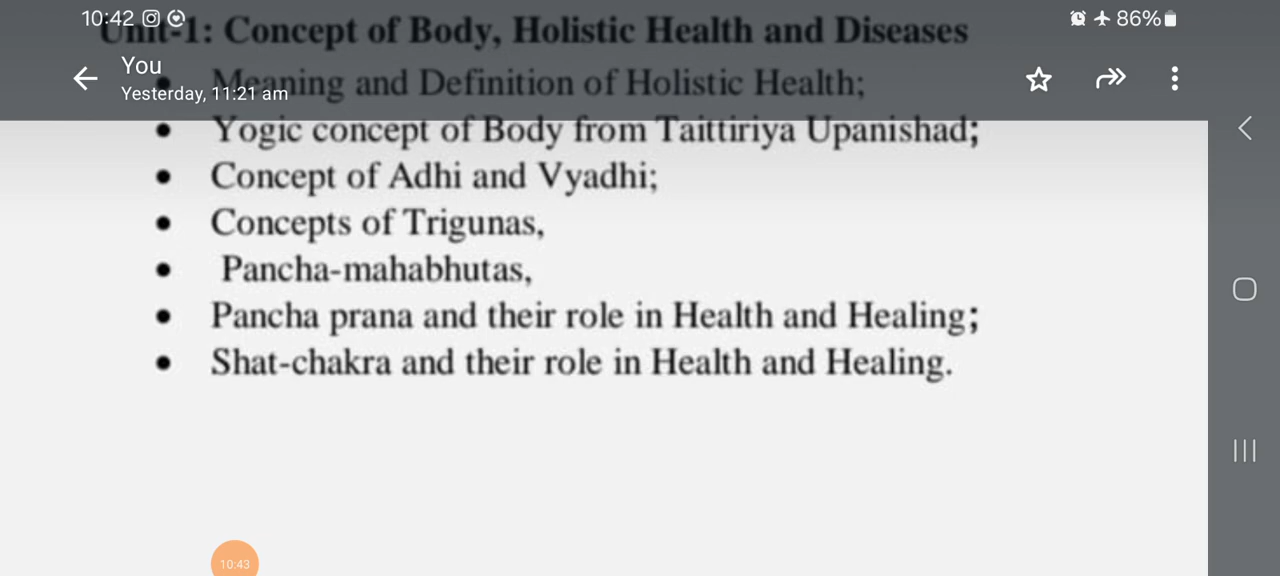 10:42 86%
Unit-1: Concept of Body, Holistic Health and Diseases
You
• Meaning and Definition of Holistic Health;
Yesterday, 11:21 am
• Yogic concept of Body from Taittiriya Upanishad;
• Concept of Adhi and Vyadhi;
• Concepts of Trigunas,
• Pancha-mahabhutas,
• Pancha prana and their role in Health and Healing;
• Shat-chakra and their role in Health and Healing.
10:43